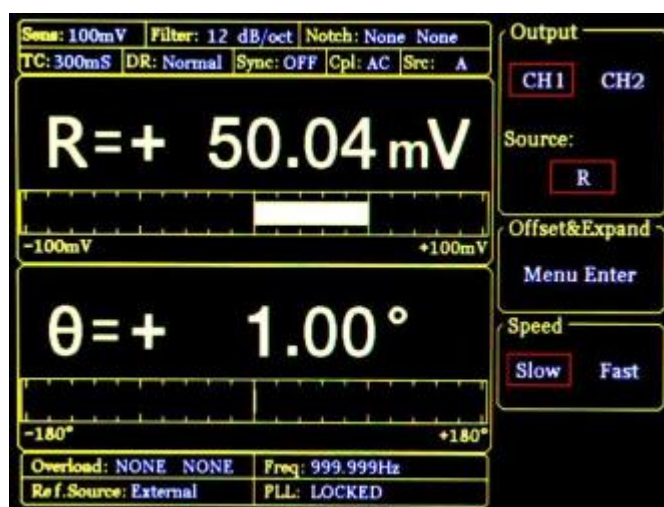 Sens: 100mV Filter: 12 dB/oct Notch: None None
TC: 300mS DR: Normal Sync: OFF Cpl: AC Src: A
R=+ 50.04 mV
-100mV +100mV
θ=+ 1.00°
-180° +180°
Overload: NONE NONE Freq: 999.999Hz
Ref.Source: External PLL: LOCKED
Output
CH1 CH2
Source:
R
Offset&Expand
Menu Enter
Speed
Slow Fast